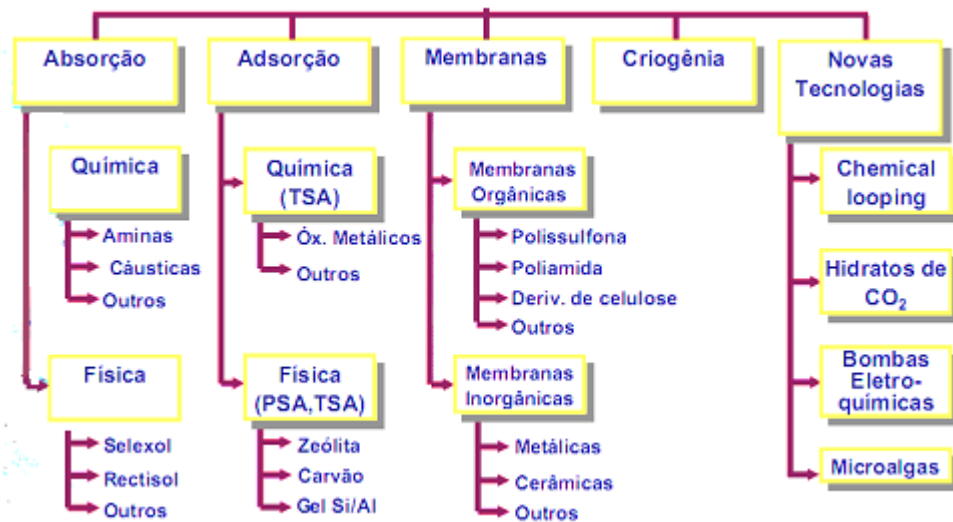 Absorção
Química
Aminas
Cáusticas
Outros
Física
Selexol
Rectisol
Outros
Adsorção
Química
(TSA)
Óx. Metálicos
Outros
Física
(PSA,TSA)
Zeólita
Carvão
Gel Si/Al
Membranas
Membranas
Orgânicas
Polissulfona
Poliamida
Deriv. de celulose
Outros
Membranas
Inorgânicas
Metálicas
Cerâmicas
Outros
Criogênia
Novas
Tecnologias
Chemical
looping
Hidratos de
CO₂
Bombas
Eletro-
químicas
Microalgas